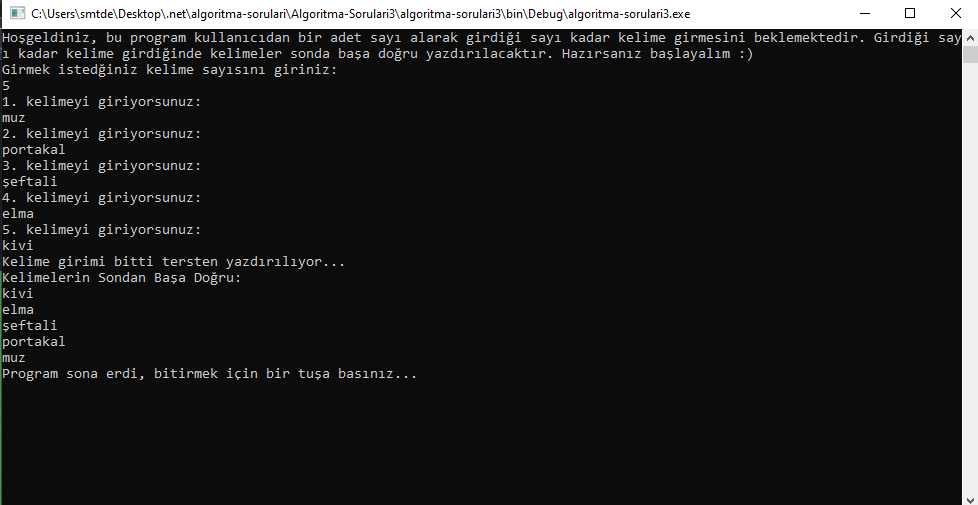 C:\Users\smtde\Desktop\.net\algoritma-sorulari\Algoritma-Sorulari3\algoritma-sorulari3\bin\Debug\algoritma-sorulari3.exe
Hoşgeldiniz, bu program kullanıcıdan bir adet sayı alarak girdiği sayı kadar kelime girmesini beklemektedir. Girdiği say
ı kadar kelime girdiğinde kelimeler sonda başa doğru yazdırılacaktır. Hazırsanız başlayalım :)
Girmek istedğiniz kelime sayısını giriniz:
5
1. kelimeyi giriyorsunuz:
muz
2. kelimeyi giriyorsunuz:
portakal
3. kelimeyi giriyorsunuz:
şeftali
4. kelimeyi giriyorsunuz:
elma
5. kelimeyi giriyorsunuz:
kivi
Kelime girimi bitti tersten yazdırılıyor...
Kelimelerin Sondan Başa Doğru:
kivi
elma
şeftali
portakal
muz
Program sona erdi, bitirmek için bir tuşa basınız...